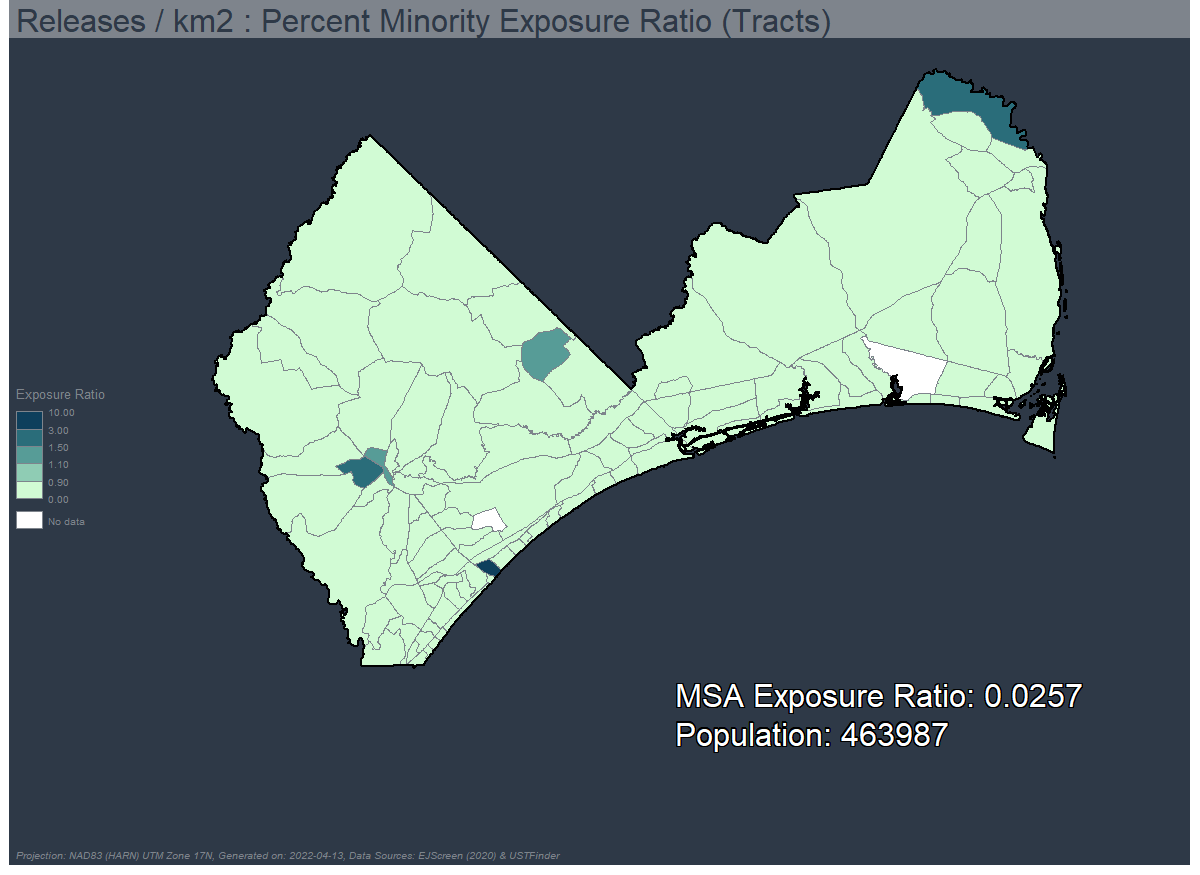 Releases / km2 : Percent Minority Exposure Ratio (Tracts)
Exposure Ratio
10.00
3.00
1.50
1.10
0.90
0.00
No data
MSA Exposure Ratio: 0.0257
Population: 463987
Projection: NAD83 (HARN) UTM Zone 17N, Generated on: 2022-04-13, Data Sources: EJScreen (2020) & USTFinder